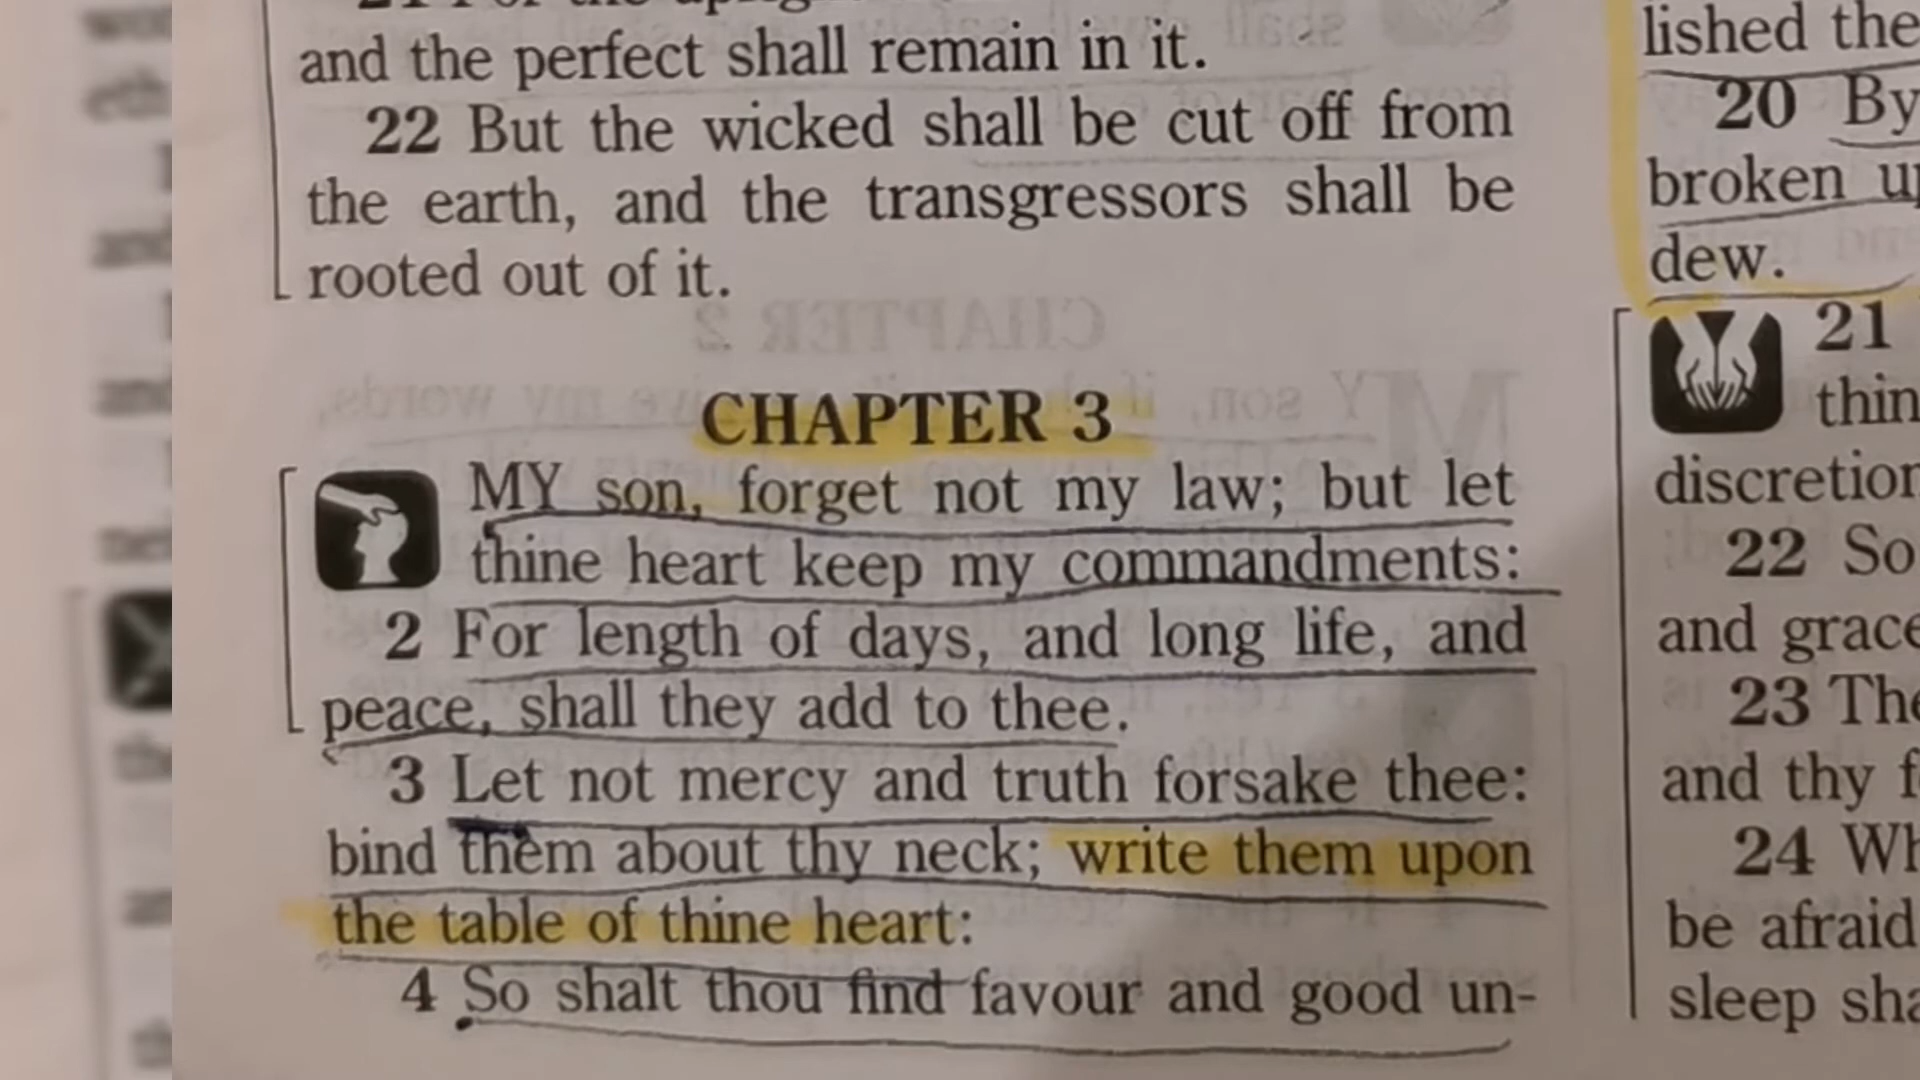 and the perfect shall remain in it.
22 But the wicked shall be cut off from
the earth, and the transgressors shall be
rooted out of it.
CHAPTER 3
MY son, forget not my law; but let
thine heart keep my commandments:
2 For length of days, and long life, and
peace, shall they add to thee.
3 Let not mercy and truth forsake thee:
bind them about thy neck; write them upon
the table of thine heart:
4 So shalt thou find favour and good un-
lished the
20 By
broken up
dew.
21
thin
discretion
22 So
and grace
23 The
and thy f
24 Wh
be afraid
sleep sha